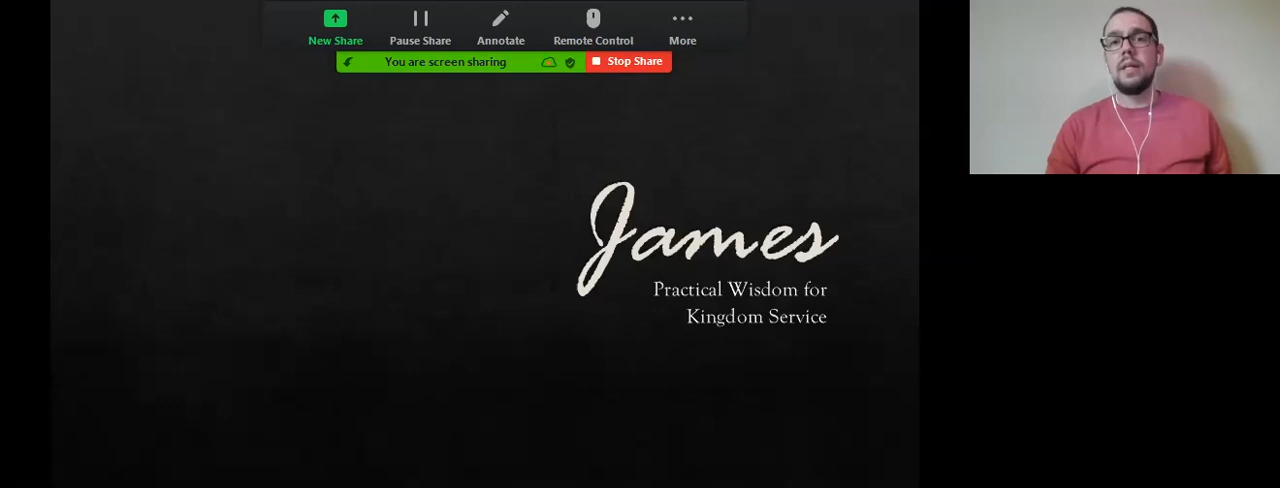 New Share Pause Share Annotate Remote Control More
You are screen sharing Stop Share
James
Practical Wisdom for
Kingdom Service